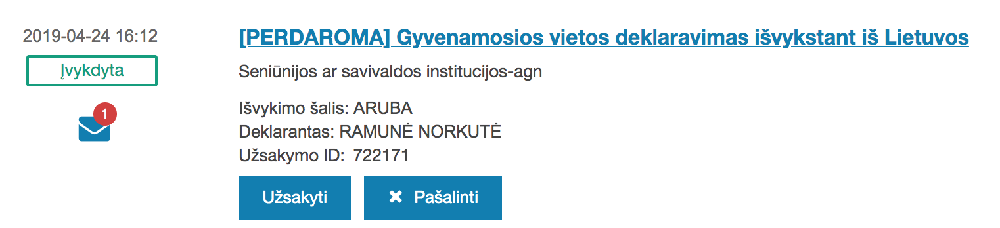 2019-04-24 16:12
Įvykdyta
1
[PERDAROMA] Gyvenamosios vietos deklaravimas išvykstant iš Lietuvos
Seniūnijos ar savivaldos institucijos-agn
Išvykimo šalis: ARUBA
Deklarantas: RAMUNĖ NORKUTĖ
Užsakymo ID: 722171
Užsakyti
✖ Pašalinti